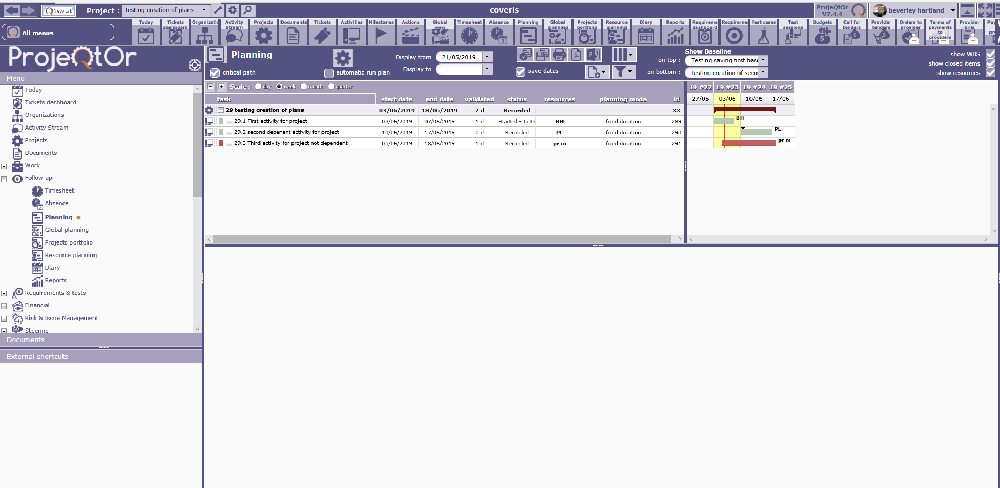 New tab
Project :
testing creation of plans
coveris
ProjeQtOr
V7.4.4
beverley hartland
All menus
Today
Tickets dashboard
Activity Stream
Projects
Documents
Tickets
Activities
Milestones
Actions
Global view
Timesheet
Absence
Planning
Global planning
Projects portfolio
Resource planning
Diary
Reports
Test cases
Test sessions
Budgets
Call for tenders
Provider tenders
Orders to provider
Terms of payments to providers
Provider bills
ProjeQtOr
Menu
Today
Tickets dashboard
Organizations
Activity Stream
Projects
Documents
Work
Follow-up
Timesheet
Absence
Planning
Global planning
Projects portfolio
Resource planning
Diary
Reports
Requirements & tests
Financial
Risk & Issue Management
Steering
Documents
External shortcuts
Planning
critical path
automatic run plan
Display from 21/05/2019
Display to
save dates
Show Baseline
on top : Testing saving first bas
on bottom : testing creation of seco
show WBS
show closed items
show resources
Scale : day week month quarter
task start date end date validated status resources planning mode id
29 testing creation of plans 03/06/2019 18/06/2019 2 d Recorded 33
29.1 First activity for project 03/06/2019 07/06/2019 1 d Started - In Pr BH fixed duration 289
29.2 second depenant activity for project 10/06/2019 17/06/2019 0 d Recorded PL fixed duration 290
29.3 Third activity for project not dependent 05/06/2019 18/06/2019 1 d Recorded pr m fixed duration 291
19 #22 19 #23 19 #24 19 #25
27/05 03/06 10/06 17/06
BH
PL
pr m